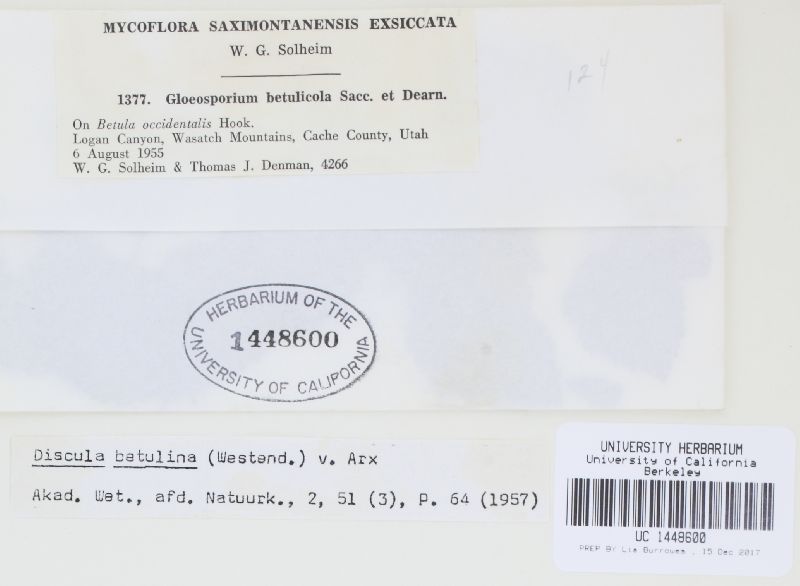 MYCOFLORA SAXIMONTANENSIS EXSICCATA
W. G. Solheim
1377. Gloeosporium betulicola Sacc. et Dearn.
On Betula occidentalis Hook.
Logan Canyon, Wasatch Mountains, Cache County, Utah
6 August 1955
W. G. Solheim & Thomas J. Denman, 4266
124
HERBARIUM OF THE
1448600
UNIVERSITY OF CALIFORNIA
Discula betulina (Westend.) v. Arx
Akad. Wet., afd. Natuurk., 2, 51 (3), P. 64 (1957)
UNIVERSITY HERBARIUM
University of California
Berkeley
UC 1448600
PREP BY Lia Burrowes , 15 Dec 2017